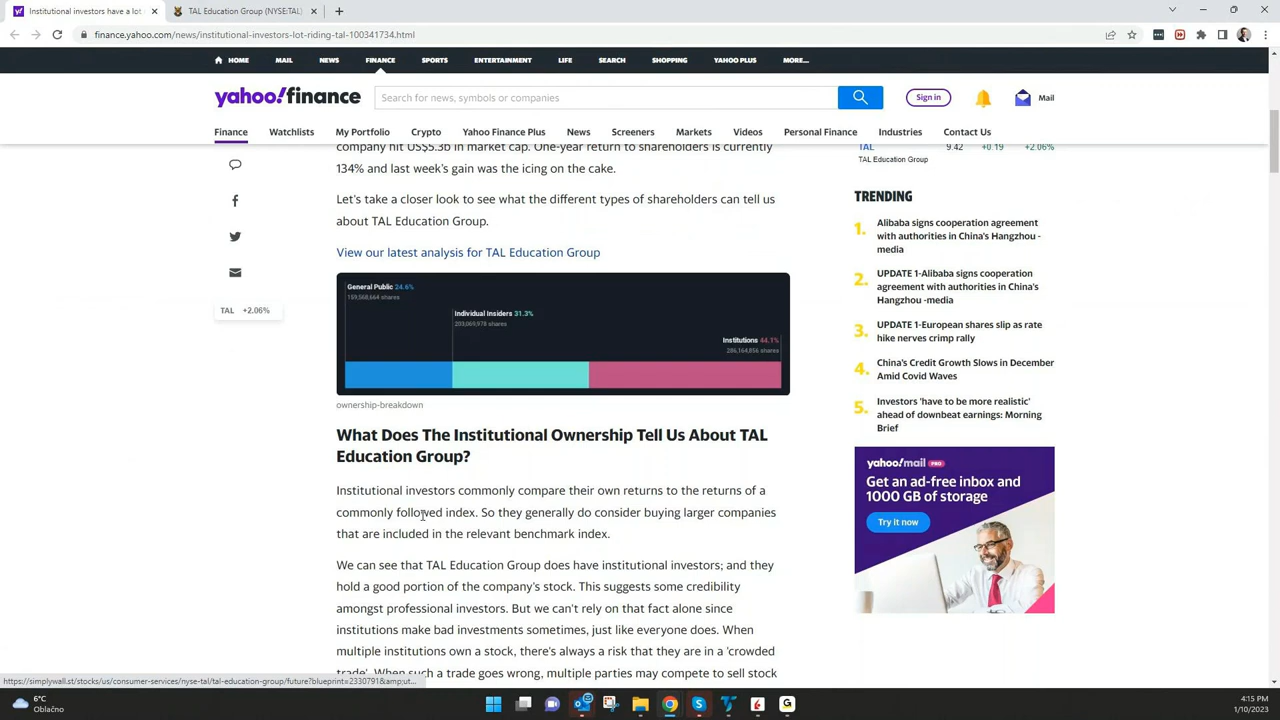 Institutional investors have a lot
TAL Education Group (NYSE:TAL)
finance.yahoo.com/news/institutional-investors-lot-riding-tal-100341734.html
HOME MAIL NEWS FINANCE SPORTS ENTERTAINMENT LIFE SEARCH SHOPPING YAHOO PLUS MORE...
yahoo!finance
Search for news, symbols or companies
Sign in
Mail
Finance Watchlists My Portfolio Crypto Yahoo Finance Plus News Screeners Markets Videos Personal Finance Industries Contact Us
company hit US$5.3b in market cap. One-year return to shareholders is currently
134% and last week's gain was the icing on the cake.
Let's take a closer look to see what the different types of shareholders can tell us
about TAL Education Group.
View our latest analysis for TAL Education Group
TAL +2.06%
General Public 24.6%
159,568,664 shares
Individual Insiders 31.3%
203,069,978 shares
Institutions 44.1%
286,164,856 shares
ownership-breakdown
What Does The Institutional Ownership Tell Us About TAL
Education Group?
Institutional investors commonly compare their own returns to the returns of a
commonly followed index. So they generally do consider buying larger companies
that are included in the relevant benchmark index.
We can see that TAL Education Group does have institutional investors; and they
hold a good portion of the company's stock. This suggests some credibility
amongst professional investors. But we can't rely on that fact alone since
institutions make bad investments sometimes, just like everyone does. When
multiple institutions own a stock, there's always a risk that they are in a 'crowded
trade'. When such a trade goes wrong, multiple parties may compete to sell stock
TAL 9.42 +0.19 +2.06%
TAL Education Group
TRENDING
1. Alibaba signs cooperation agreement
with authorities in China's Hangzhou -
media
2. UPDATE 1-Alibaba signs cooperation
agreement with authorities in China's
Hangzhou -media
3. UPDATE 1-European shares slip as rate
hike nerves crimp rally
4. China's Credit Growth Slows in December
Amid Covid Waves
5. Investors 'have to be more realistic'
ahead of downbeat earnings: Morning
Brief
yahoo!mail PRO
Get an ad-free inbox and
1000 GB of storage
Try it now
https://simplywall.st/stocks/us/consumer-services/nyse-tal/tal-education-group/future?blueprint=2330791&amp;ut...
6°C
Oblačno
4:15 PM
1/10/2023